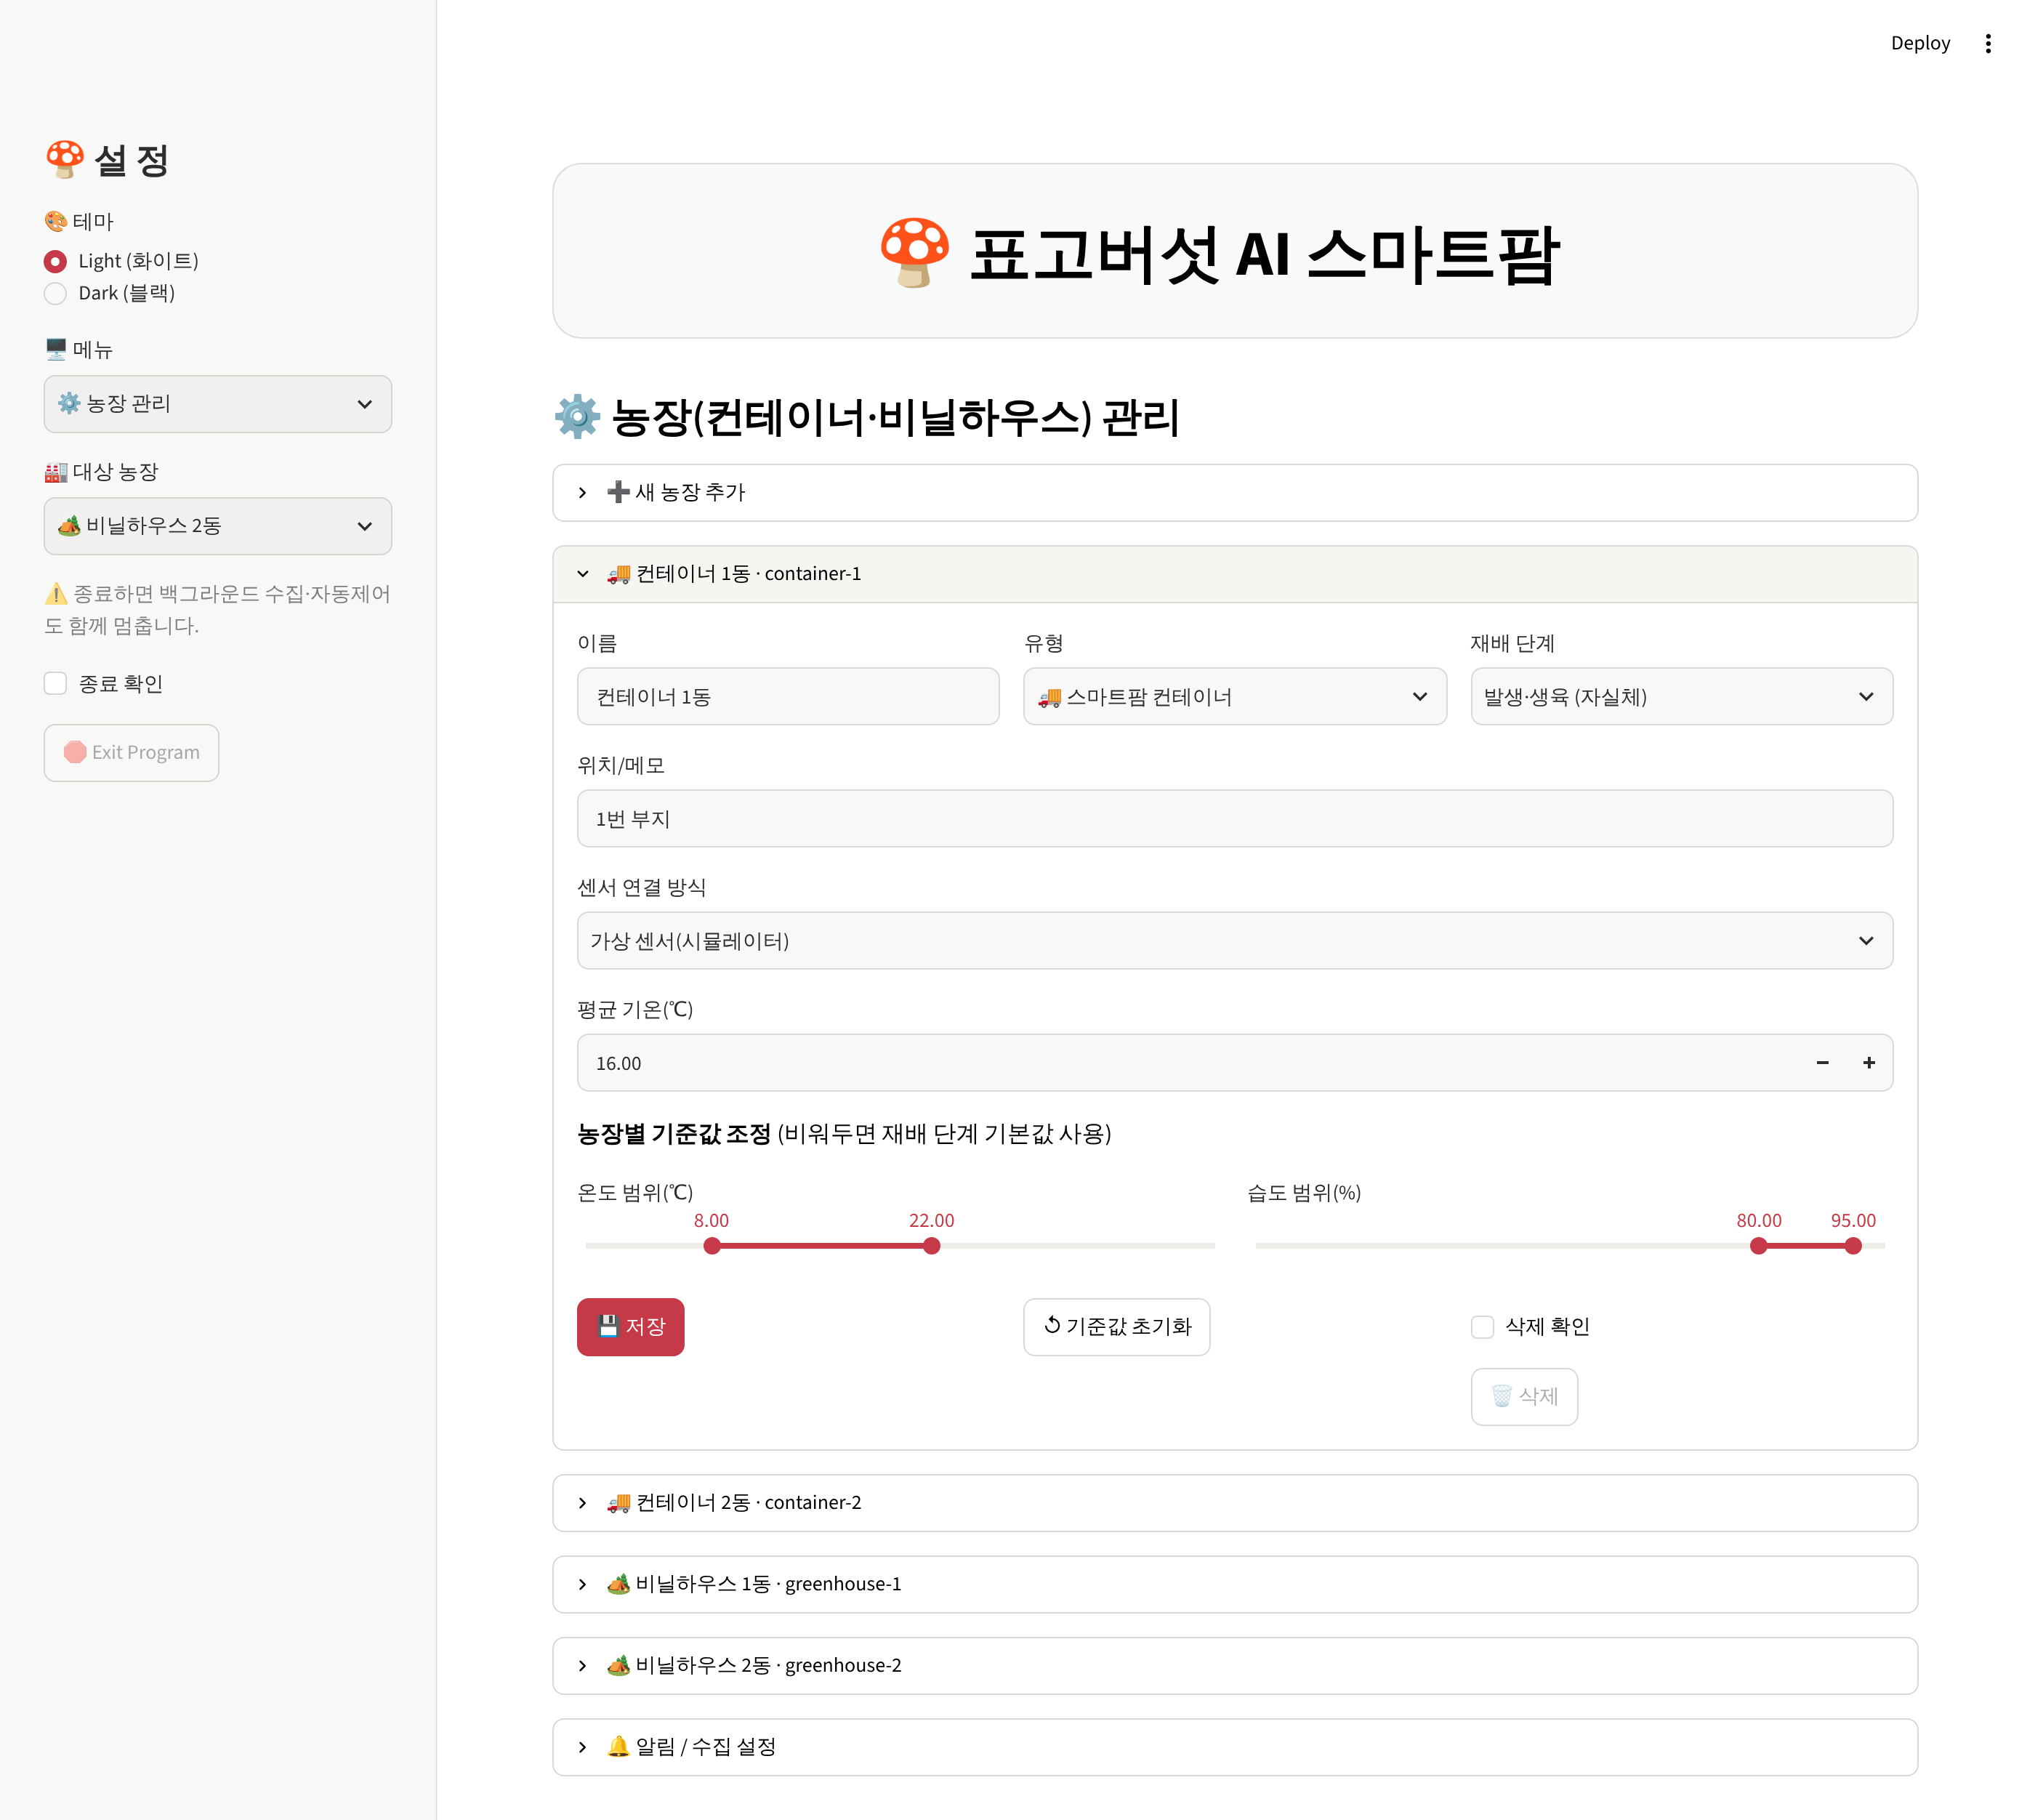 Deploy
🍄 설 정
🎨 테마
Light (화이트)
Dark (블랙)
🖥️ 메뉴
⚙️ 농장 관리
🏭 대상 농장
🏕️ 비닐하우스 2동
⚠️ 종료하면 백그라운드 수집·자동제어
도 함께 멈춥니다.
종료 확인
🛑 Exit Program
🍄 표고버섯 AI 스마트팜
⚙️ 농장(컨테이너·비닐하우스) 관리
➕ 새 농장 추가
🚚 컨테이너 1동 · container-1
이름 유형 재배 단계
컨테이너 1동 🚚 스마트팜 컨테이너 발생·생육 (자실체)
위치/메모
1번 부지
센서 연결 방식
가상 센서(시뮬레이터)
평균 기온(℃)
16.00
농장별 기준값 조정 (비워두면 재배 단계 기본값 사용)
온도 범위(℃) 습도 범위(%)
8.00 22.00 80.00 95.00
💾 저장 ↺ 기준값 초기화 삭제 확인
🗑️ 삭제
🚚 컨테이너 2동 · container-2
🏕️ 비닐하우스 1동 · greenhouse-1
🏕️ 비닐하우스 2동 · greenhouse-2
🔔 알림 / 수집 설정